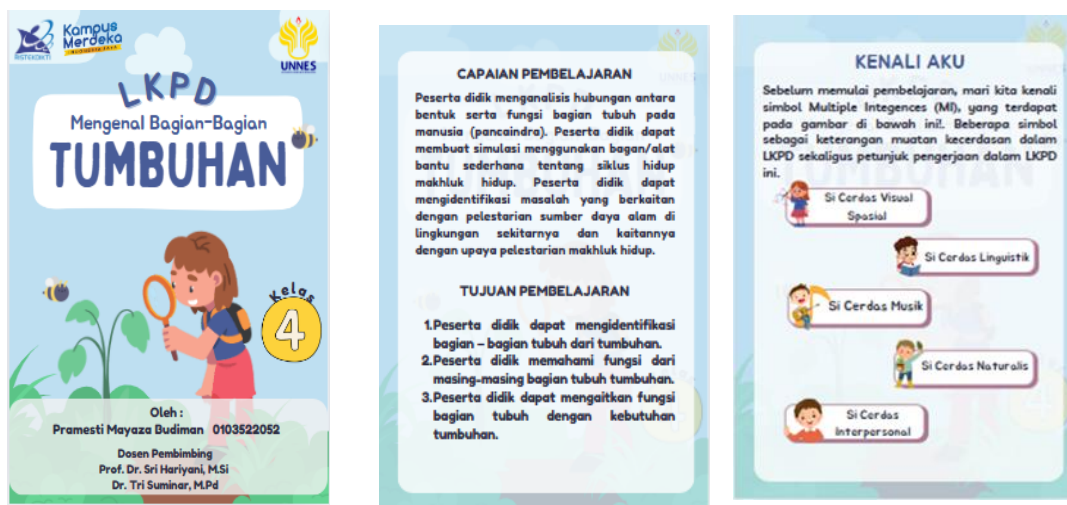 RISTEKDIKTI
Kampus
Merdeka
UNNES
LKPD
Mengenal Bagian-Bagian
TUMBUHAN
Kelas
4
Oleh :
Pramesti Mayaza Budiman 0103522052
Dosen Pembimbing
Prof. Dr. Sri Hariyani, M.Si
Dr. Tri Suminar, M.Pd
CAPAIAN PEMBELAJARAN
Peserta didik menganalisis hubungan antara
bentuk serta fungsi bagian tubuh pada
manusia (pancaindra). Peserta didik dapat
membuat simulasi menggunakan bagan/alat
bantu sederhana tentang siklus hidup
makhluk hidup. Peserta didik dapat
mengidentifikasi masalah yang berkaitan
dengan pelestarian sumber daya alam di
lingkungan sekitarnya dan kaitannya
dengan upaya pelestarian makhluk hidup.
TUJUAN PEMBELAJARAN
1.Peserta didik dapat mengidentifikasi
bagian – bagian tubuh dari tumbuhan.
2.Peserta didik memahami fungsi dari
masing-masing bagian tubuh tumbuhan.
3.Peserta didik dapat mengaitkan fungsi
bagian tubuh dengan kebutuhan
tumbuhan.
KENALI AKU
Sebelum memulai pembelajaran, mari kita kenali
simbol Multiple Integences (MI), yang terdapat
pada gambar di bawah ini!. Beberapa simbol
sebagai keterangan muatan kecerdasan dalam
LKPD sekaligus petunjuk pengerjaan dalam LKPD
ini.
Si Cerdas Visual
Spasial
Si Cerdas Linguistik
Si Cerdas Musik
Si Cerdas Naturalis
Si Cerdas
Interpersonal